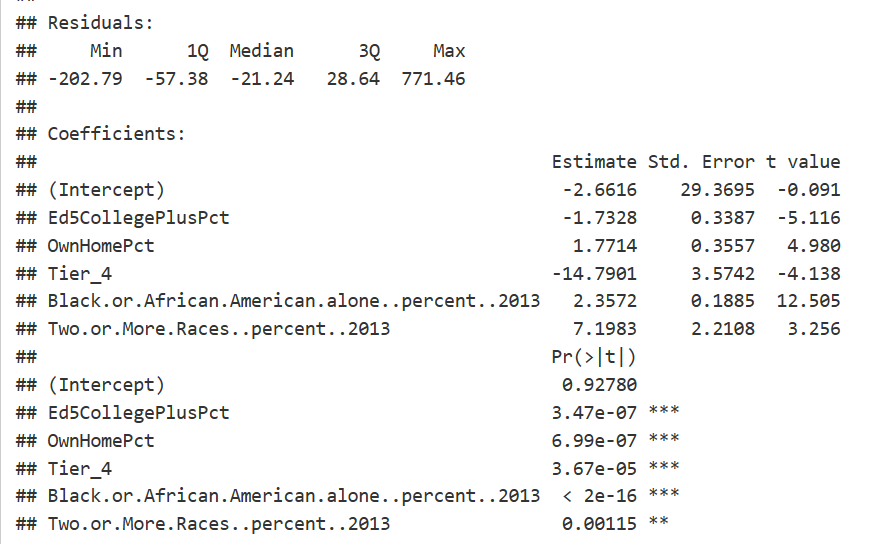 ## Residuals:
##     Min      1Q  Median      3Q     Max
## -202.79  -57.38  -21.24   28.64  771.46
##
## Coefficients:
##                                                Estimate Std. Error t value
## (Intercept)                                     -2.6616    29.3695  -0.091
## Ed5CollegePlusPct                               -1.7328     0.3387  -5.116
## OwnHomePct                                       1.7714     0.3557   4.980
## Tier_4                                         -14.7901     3.5742  -4.138
## Black.or.African.American.alone..percent..2013   2.3572     0.1885  12.505
## Two.or.More.Races..percent..2013                 7.1983     2.2108   3.256
##                                                Pr(>|t|)
## (Intercept)                                     0.92780
## Ed5CollegePlusPct                              3.47e-07 ***
## OwnHomePct                                     6.99e-07 ***
## Tier_4                                         3.67e-05 ***
## Black.or.African.American.alone..percent..2013  < 2e-16 ***
## Two.or.More.Races..percent..2013                0.00115 **